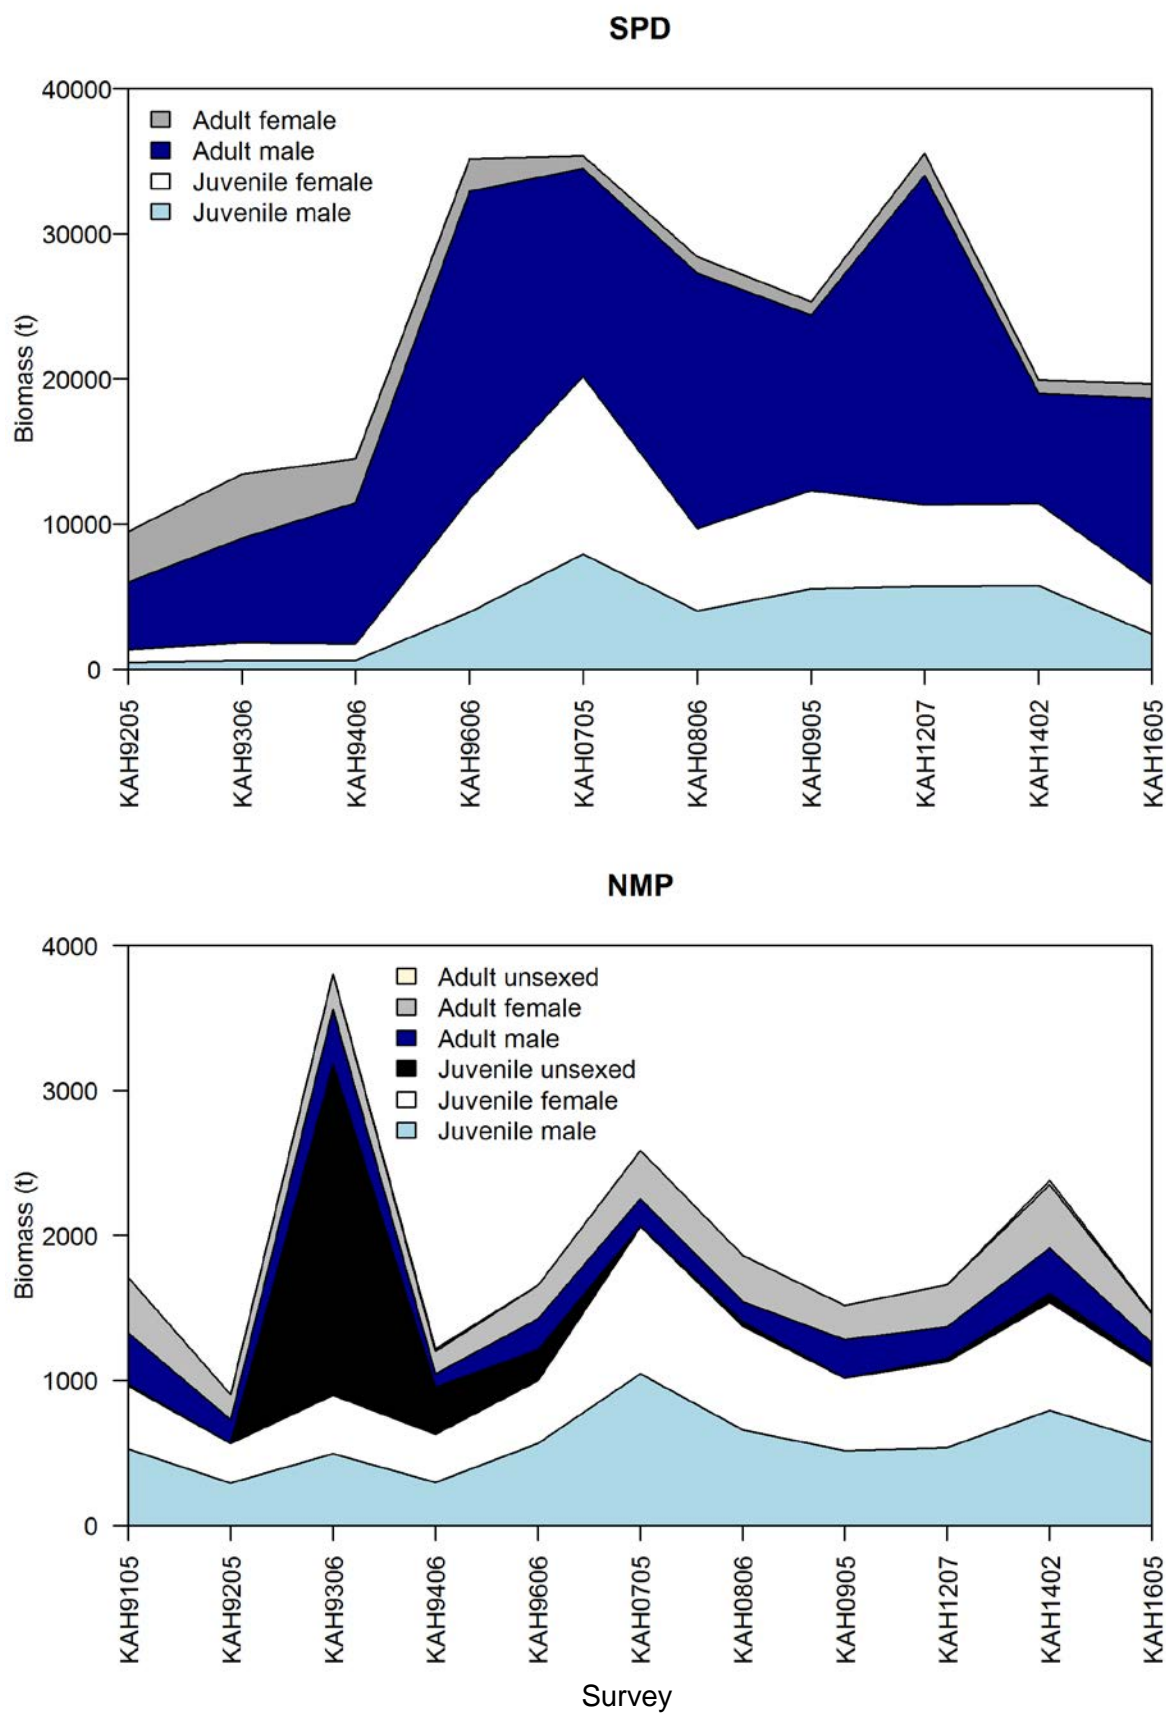 SPD
40000
30000
20000
10000
0
Biomass (t)
Adult female
Adult male
Juvenile female
Juvenile male
KAH9205
KAH9306
KAH9406
KAH9606
KAH0705
KAH0806
KAH0905
KAH1207
KAH1402
KAH1605
NMP
4000
3000
2000
1000
0
Biomass (t)
Adult unsexed
Adult female
Adult male
Juvenile unsexed
Juvenile female
Juvenile male
KAH9105
KAH9205
KAH9306
KAH9406
KAH9606
KAH0705
KAH0806
KAH0905
KAH1207
KAH1402
KAH1605
Survey